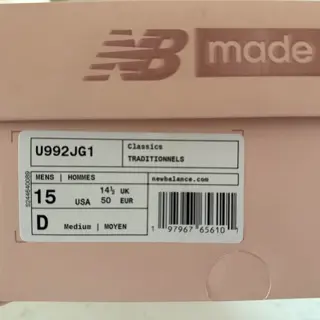 NB made
U992JG1
Classics
TRADITIONNELS
MENS | HOMMES
newbalance.com
15 USA 14½ UK
50 EUR
D Medium | MOYEN
1 97967 65610